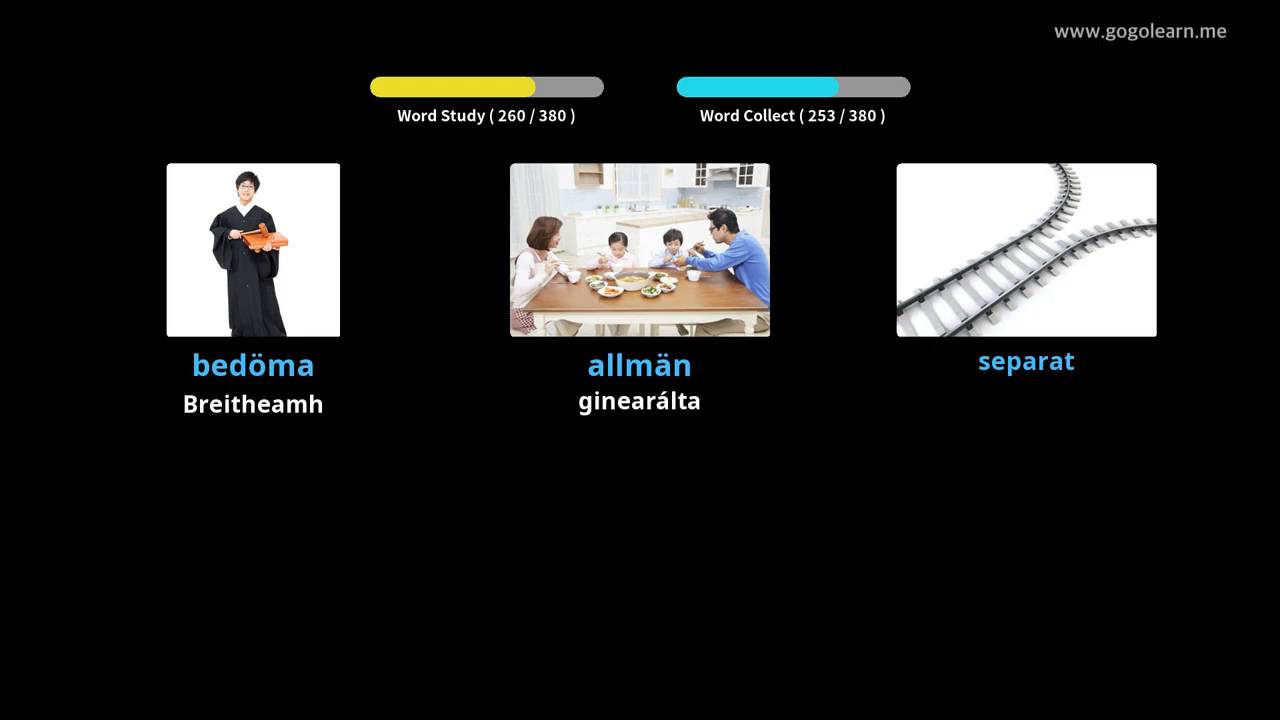 www.gogolearn.me
Word Study ( 260 / 380 )
Word Collect ( 253 / 380 )
bedöma
Breitheamh
allmän
ginearálta
separat